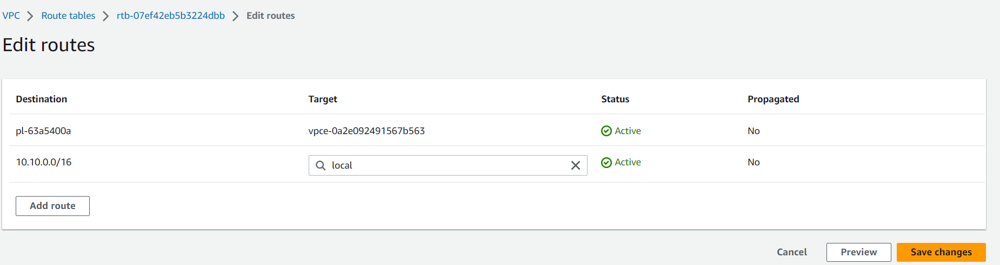 VPC > Route tables > rtb-07ef42eb5b3224dbb > Edit routes
Edit routes
Destination Target Status Propagated
pl-63a5400a vpce-0a2e092491567b563 Active No
10.10.0.0/16 local Active No
Add route
Cancel Preview Save changes